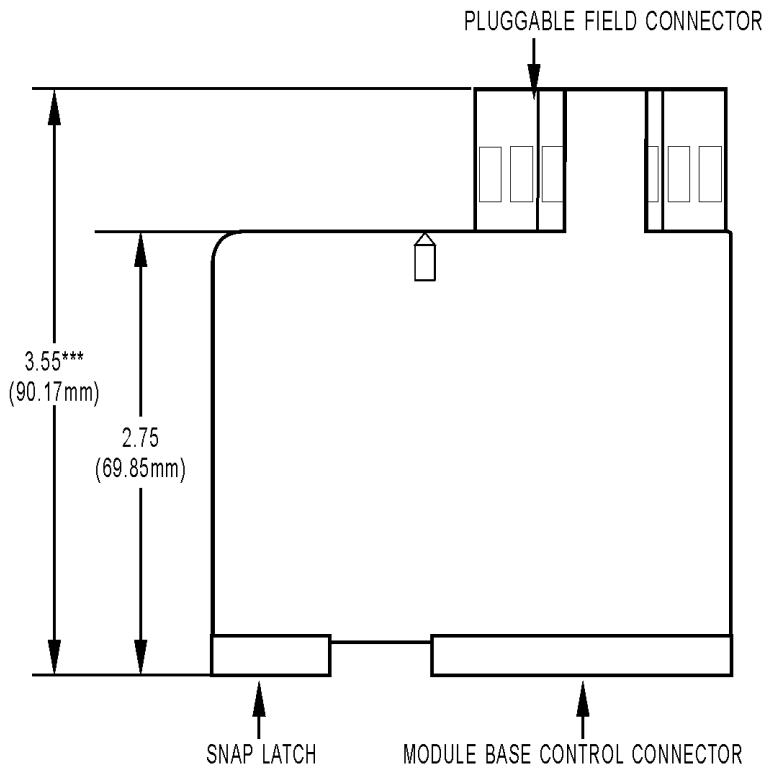 PLUGGABLE FIELD CONNECTOR
3.55***
(90.17mm)
2.75
(69.85mm)
SNAP LATCH
MODULE BASE CONTROL CONNECTOR